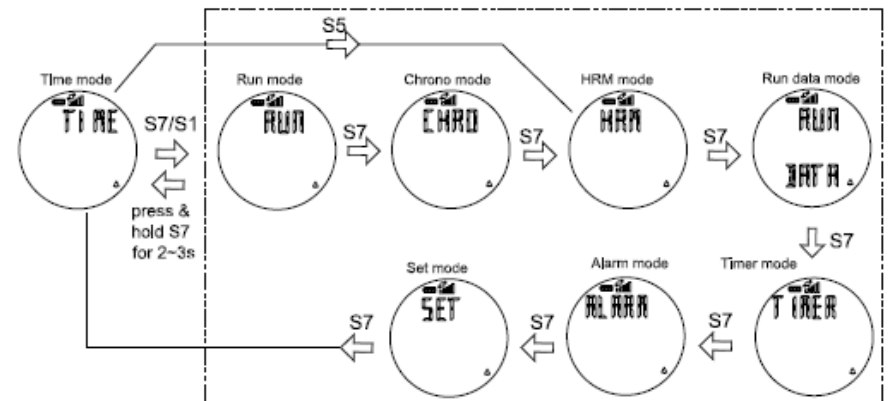 S5
Time mode
Run mode
Chrono mode
HRM mode
Run data mode
TIME
S7/S1
RUN
S7
CHRO
S7
HRM
S7
RUN
DATA
press &
hold S7
for 2~3s
S7
Set mode
Alarm mode
Timer mode
SET
ALARM
TIMER
S7
S7
S7